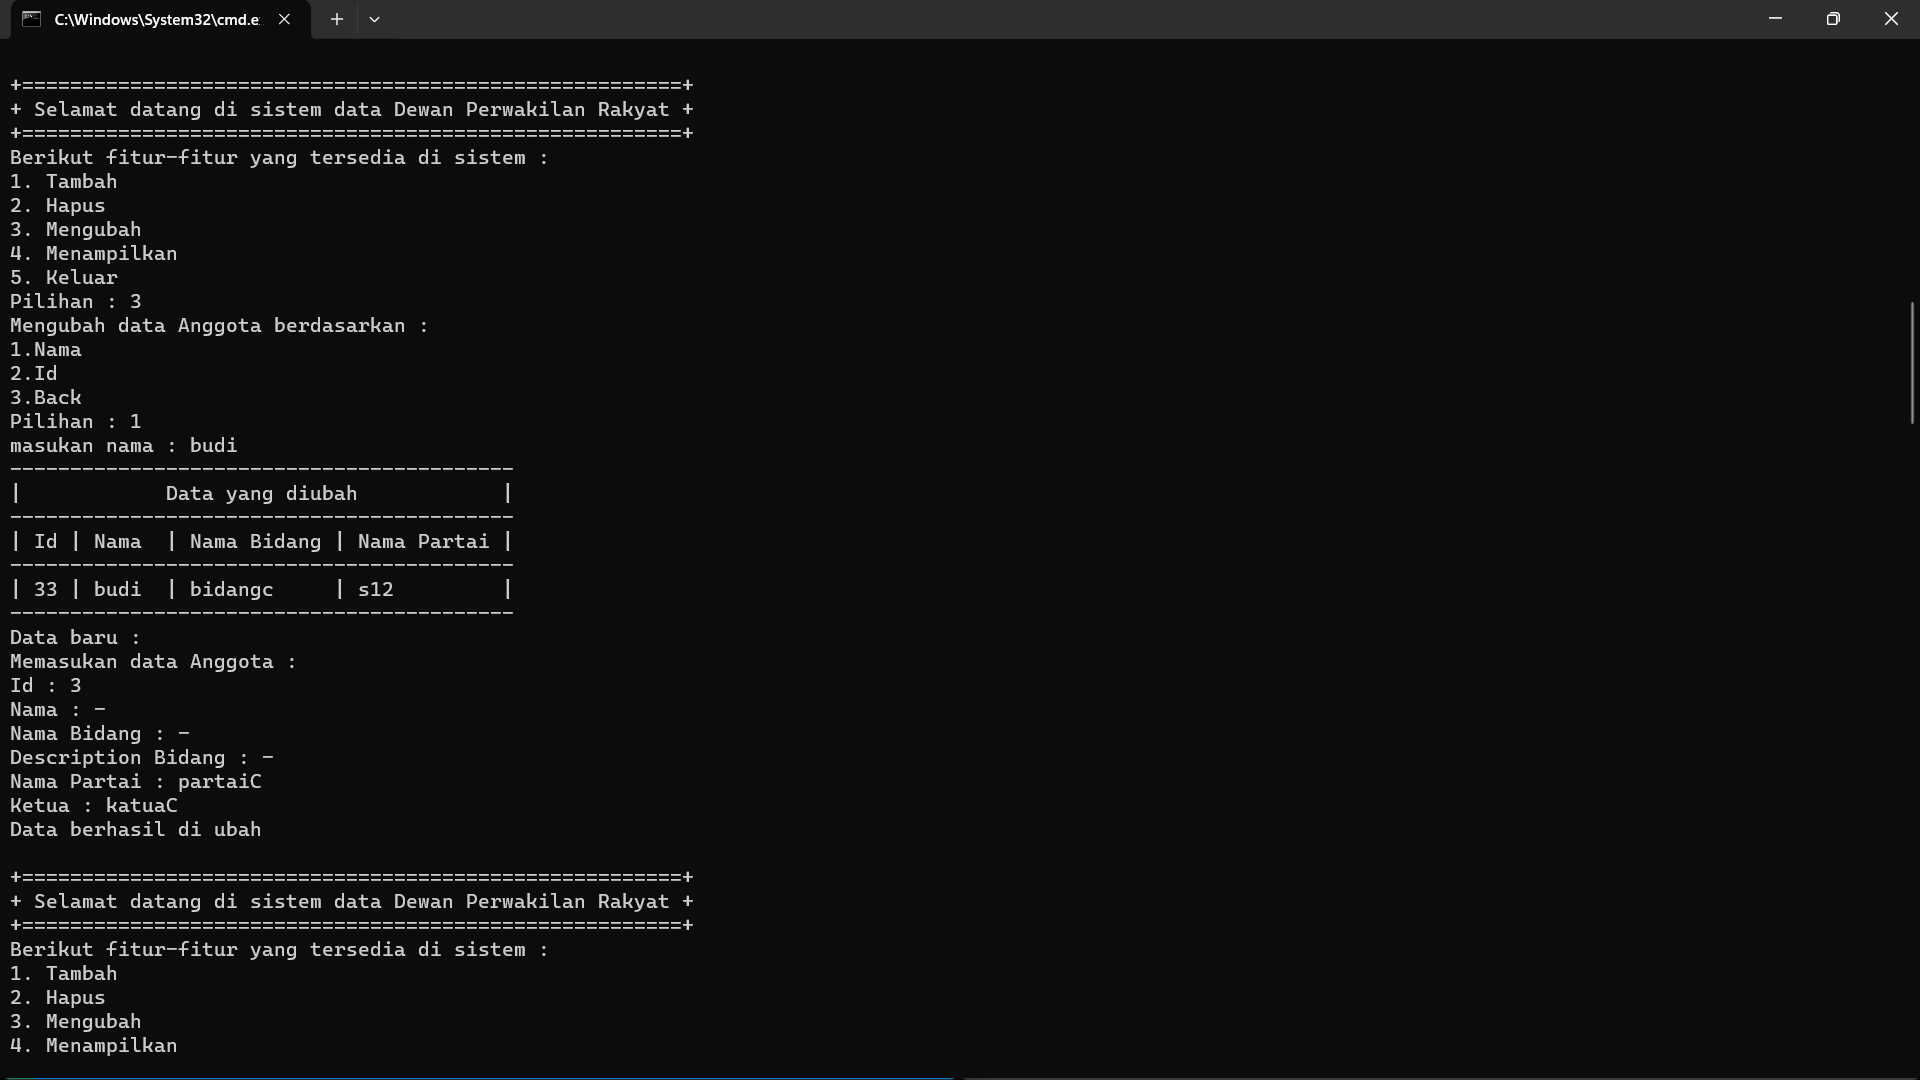 C:\Windows\System32\cmd.e
+=======================================================+
+ Selamat datang di sistem data Dewan Perwakilan Rakyat +
+=======================================================+
Berikut fitur-fitur yang tersedia di sistem :
1. Tambah
2. Hapus
3. Mengubah
4. Menampilkan
5. Keluar
Pilihan : 3
Mengubah data Anggota berdasarkan :
1.Nama
2.Id
3.Back
Pilihan : 1
masukan nama : budi
------------------------------------------
|            Data yang diubah            |
------------------------------------------
| Id | Nama  | Nama Bidang | Nama Partai |
------------------------------------------
| 33 | budi  | bidangc     | s12         |
------------------------------------------
Data baru :
Memasukan data Anggota :
Id : 3
Nama : -
Nama Bidang : -
Description Bidang : -
Nama Partai : partaiC
Ketua : katuaC
Data berhasil di ubah
+=======================================================+
+ Selamat datang di sistem data Dewan Perwakilan Rakyat +
+=======================================================+
Berikut fitur-fitur yang tersedia di sistem :
1. Tambah
2. Hapus
3. Mengubah
4. Menampilkan